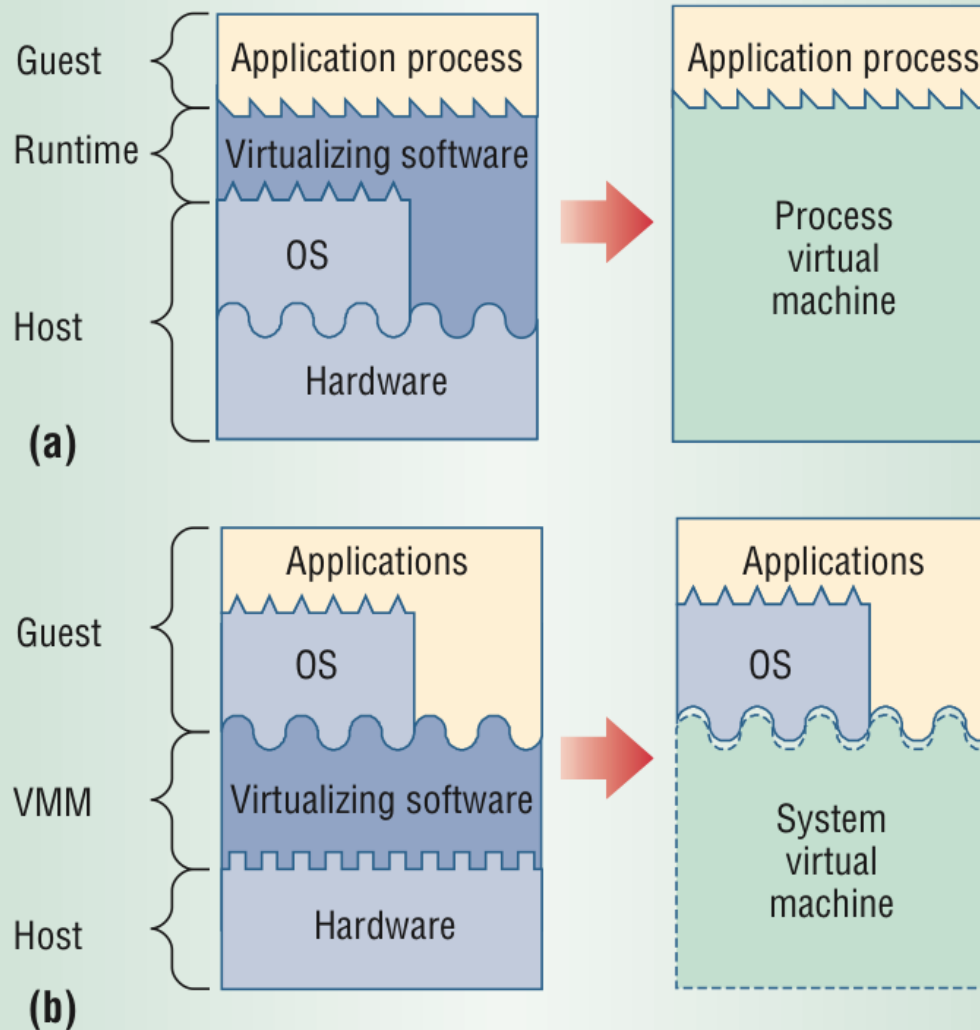 Guest
Application process
Runtime
Virtualizing software
OS
Host
Hardware
(a)
Application process
Process
virtual
machine
Guest
Applications
OS
VMM
Virtualizing software
Host
Hardware
(b)
Applications
OS
System
virtual
machine